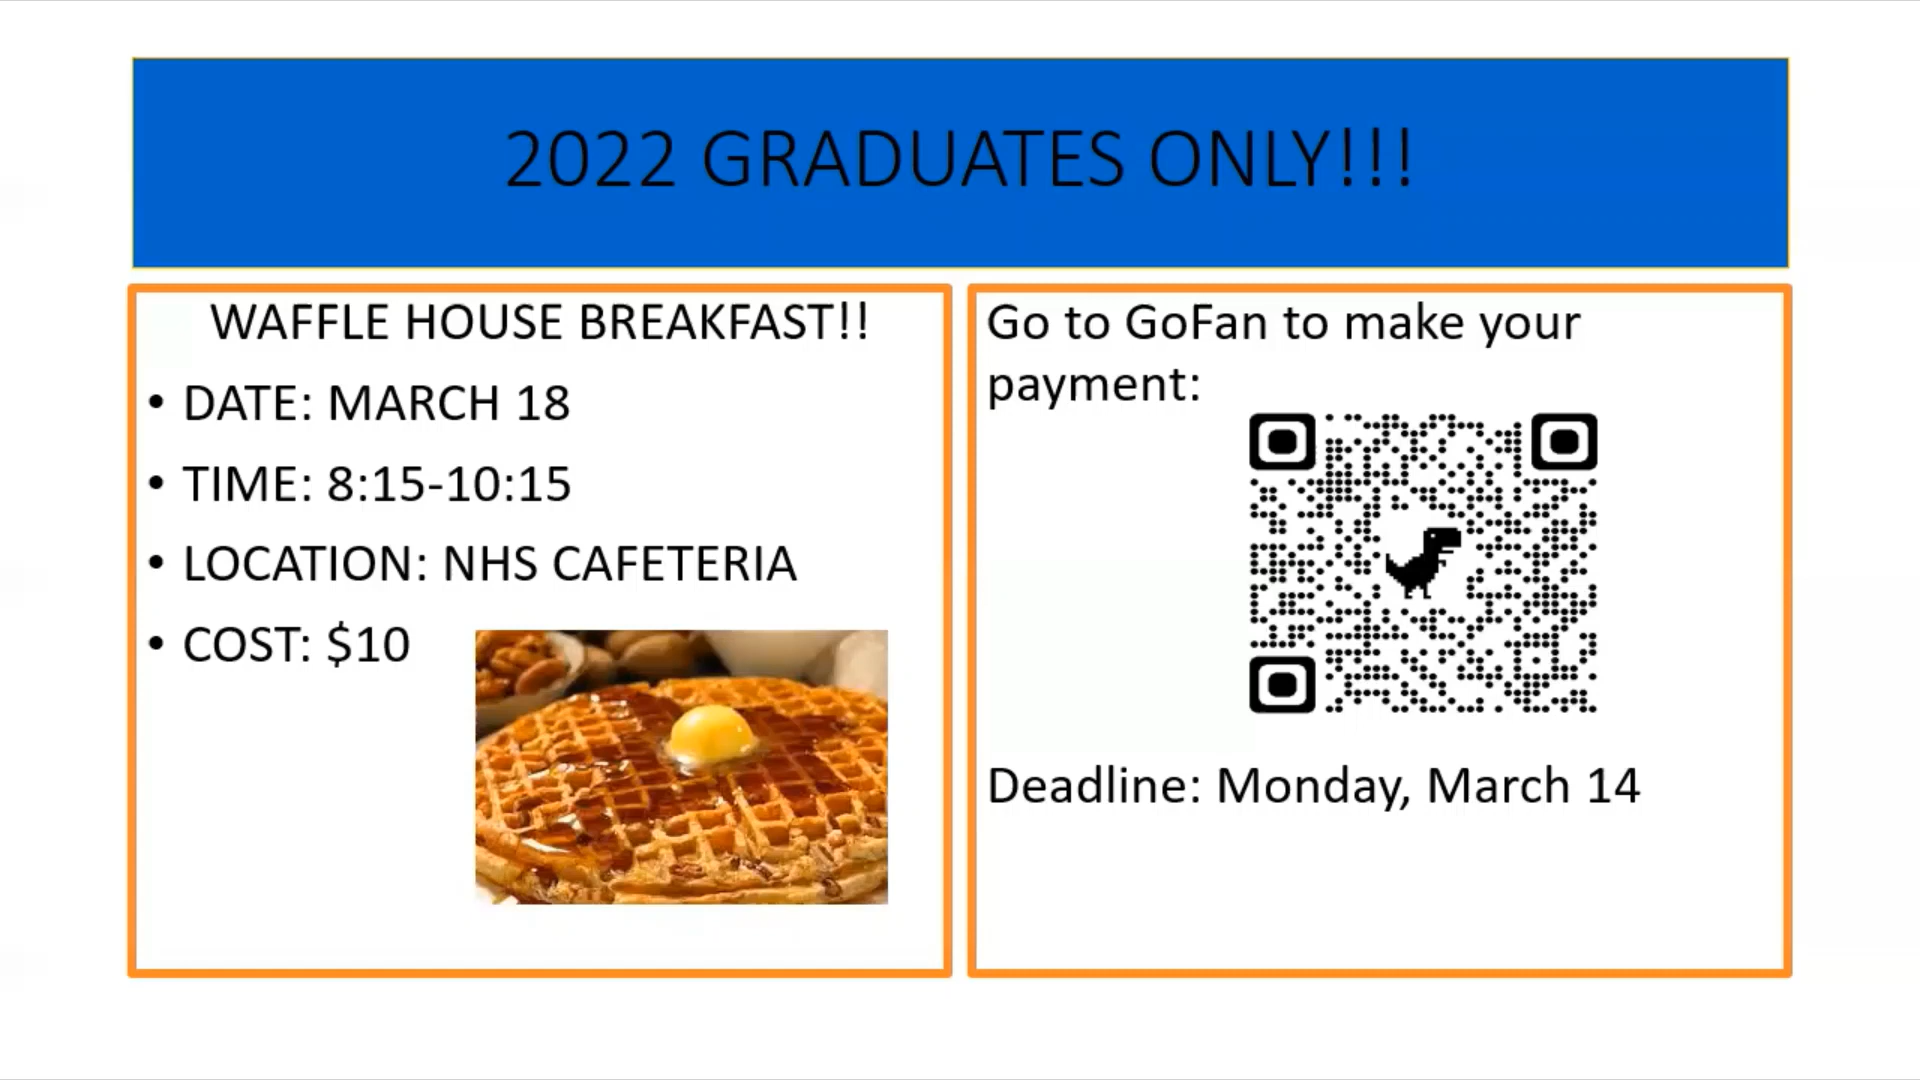 2022 GRADUATES ONLY!!!
WAFFLE HOUSE BREAKFAST!!
• DATE: MARCH 18
• TIME: 8:15-10:15
• LOCATION: NHS CAFETERIA
• COST: $10
Go to GoFan to make your
payment:
Deadline: Monday, March 14